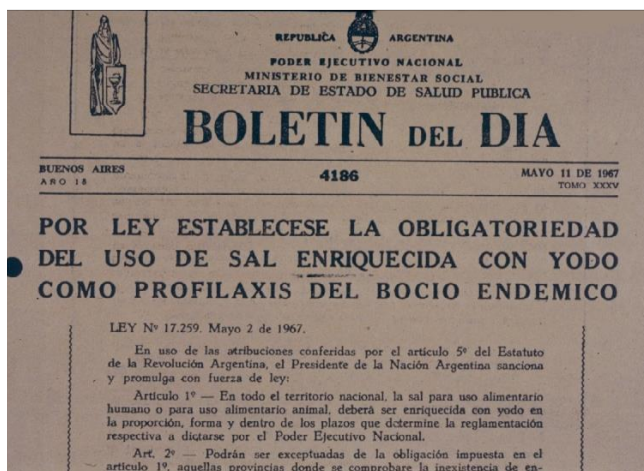 REPUBLICA ARGENTINA
PODER EJECUTIVO NACIONAL
MINISTERIO DE BIENESTAR SOCIAL
SECRETARIA DE ESTADO DE SALUD PUBLICA
BOLETIN DEL DIA
BUENOS AIRES
AÑO 18
4186
MAYO 11 DE 1967
TOMO XXXV
POR LEY ESTABLECESE LA OBLIGATORIEDAD
DEL USO DE SAL ENRIQUECIDA CON YODO
COMO PROFILAXIS DEL BOCIO ENDEMICO
LEY Nº 17.259. Mayo 2 de 1967.
En uso de las atribuciones conferidas por el artículo 5º del Estatuto
de la Revolución Argentina, el Presidente de la Nación Argentina sanciona
y promulga con fuerza de ley:
Artículo 1º — En todo el territorio nacional, la sal para uso alimentario
humano o para uso alimentario animal, deberá ser enriquecida con yodo en
la proporción, forma y dentro de los plazos que determine la reglamentación
respectiva a dictarse por el Poder Ejecutivo Nacional.
Art. 2º — Podrán ser exceptuadas de la obligación impuesta en el
artículo 1º, aquellas provincias donde se comprobare la inexistencia de en-